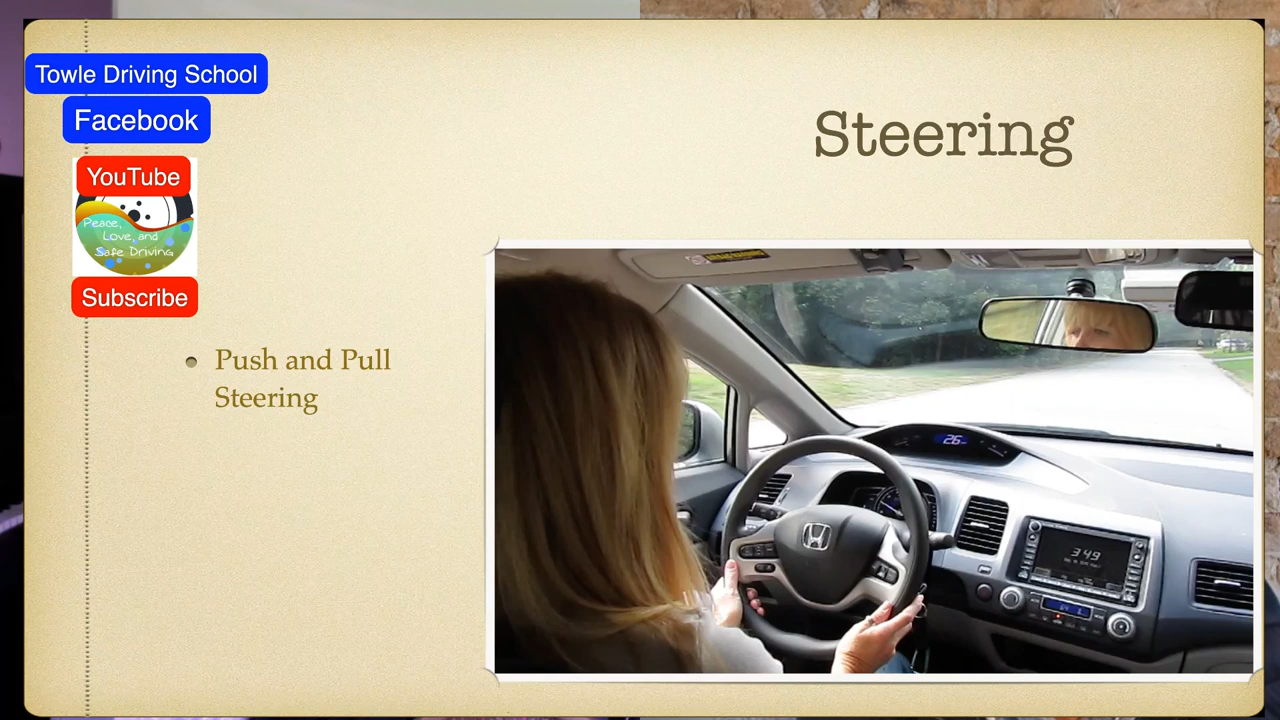 Towle Driving School
Facebook
YouTube
Peace,
Love, and
Safe Driving
Subscribe
Steering
Push and Pull
Steering
26
349